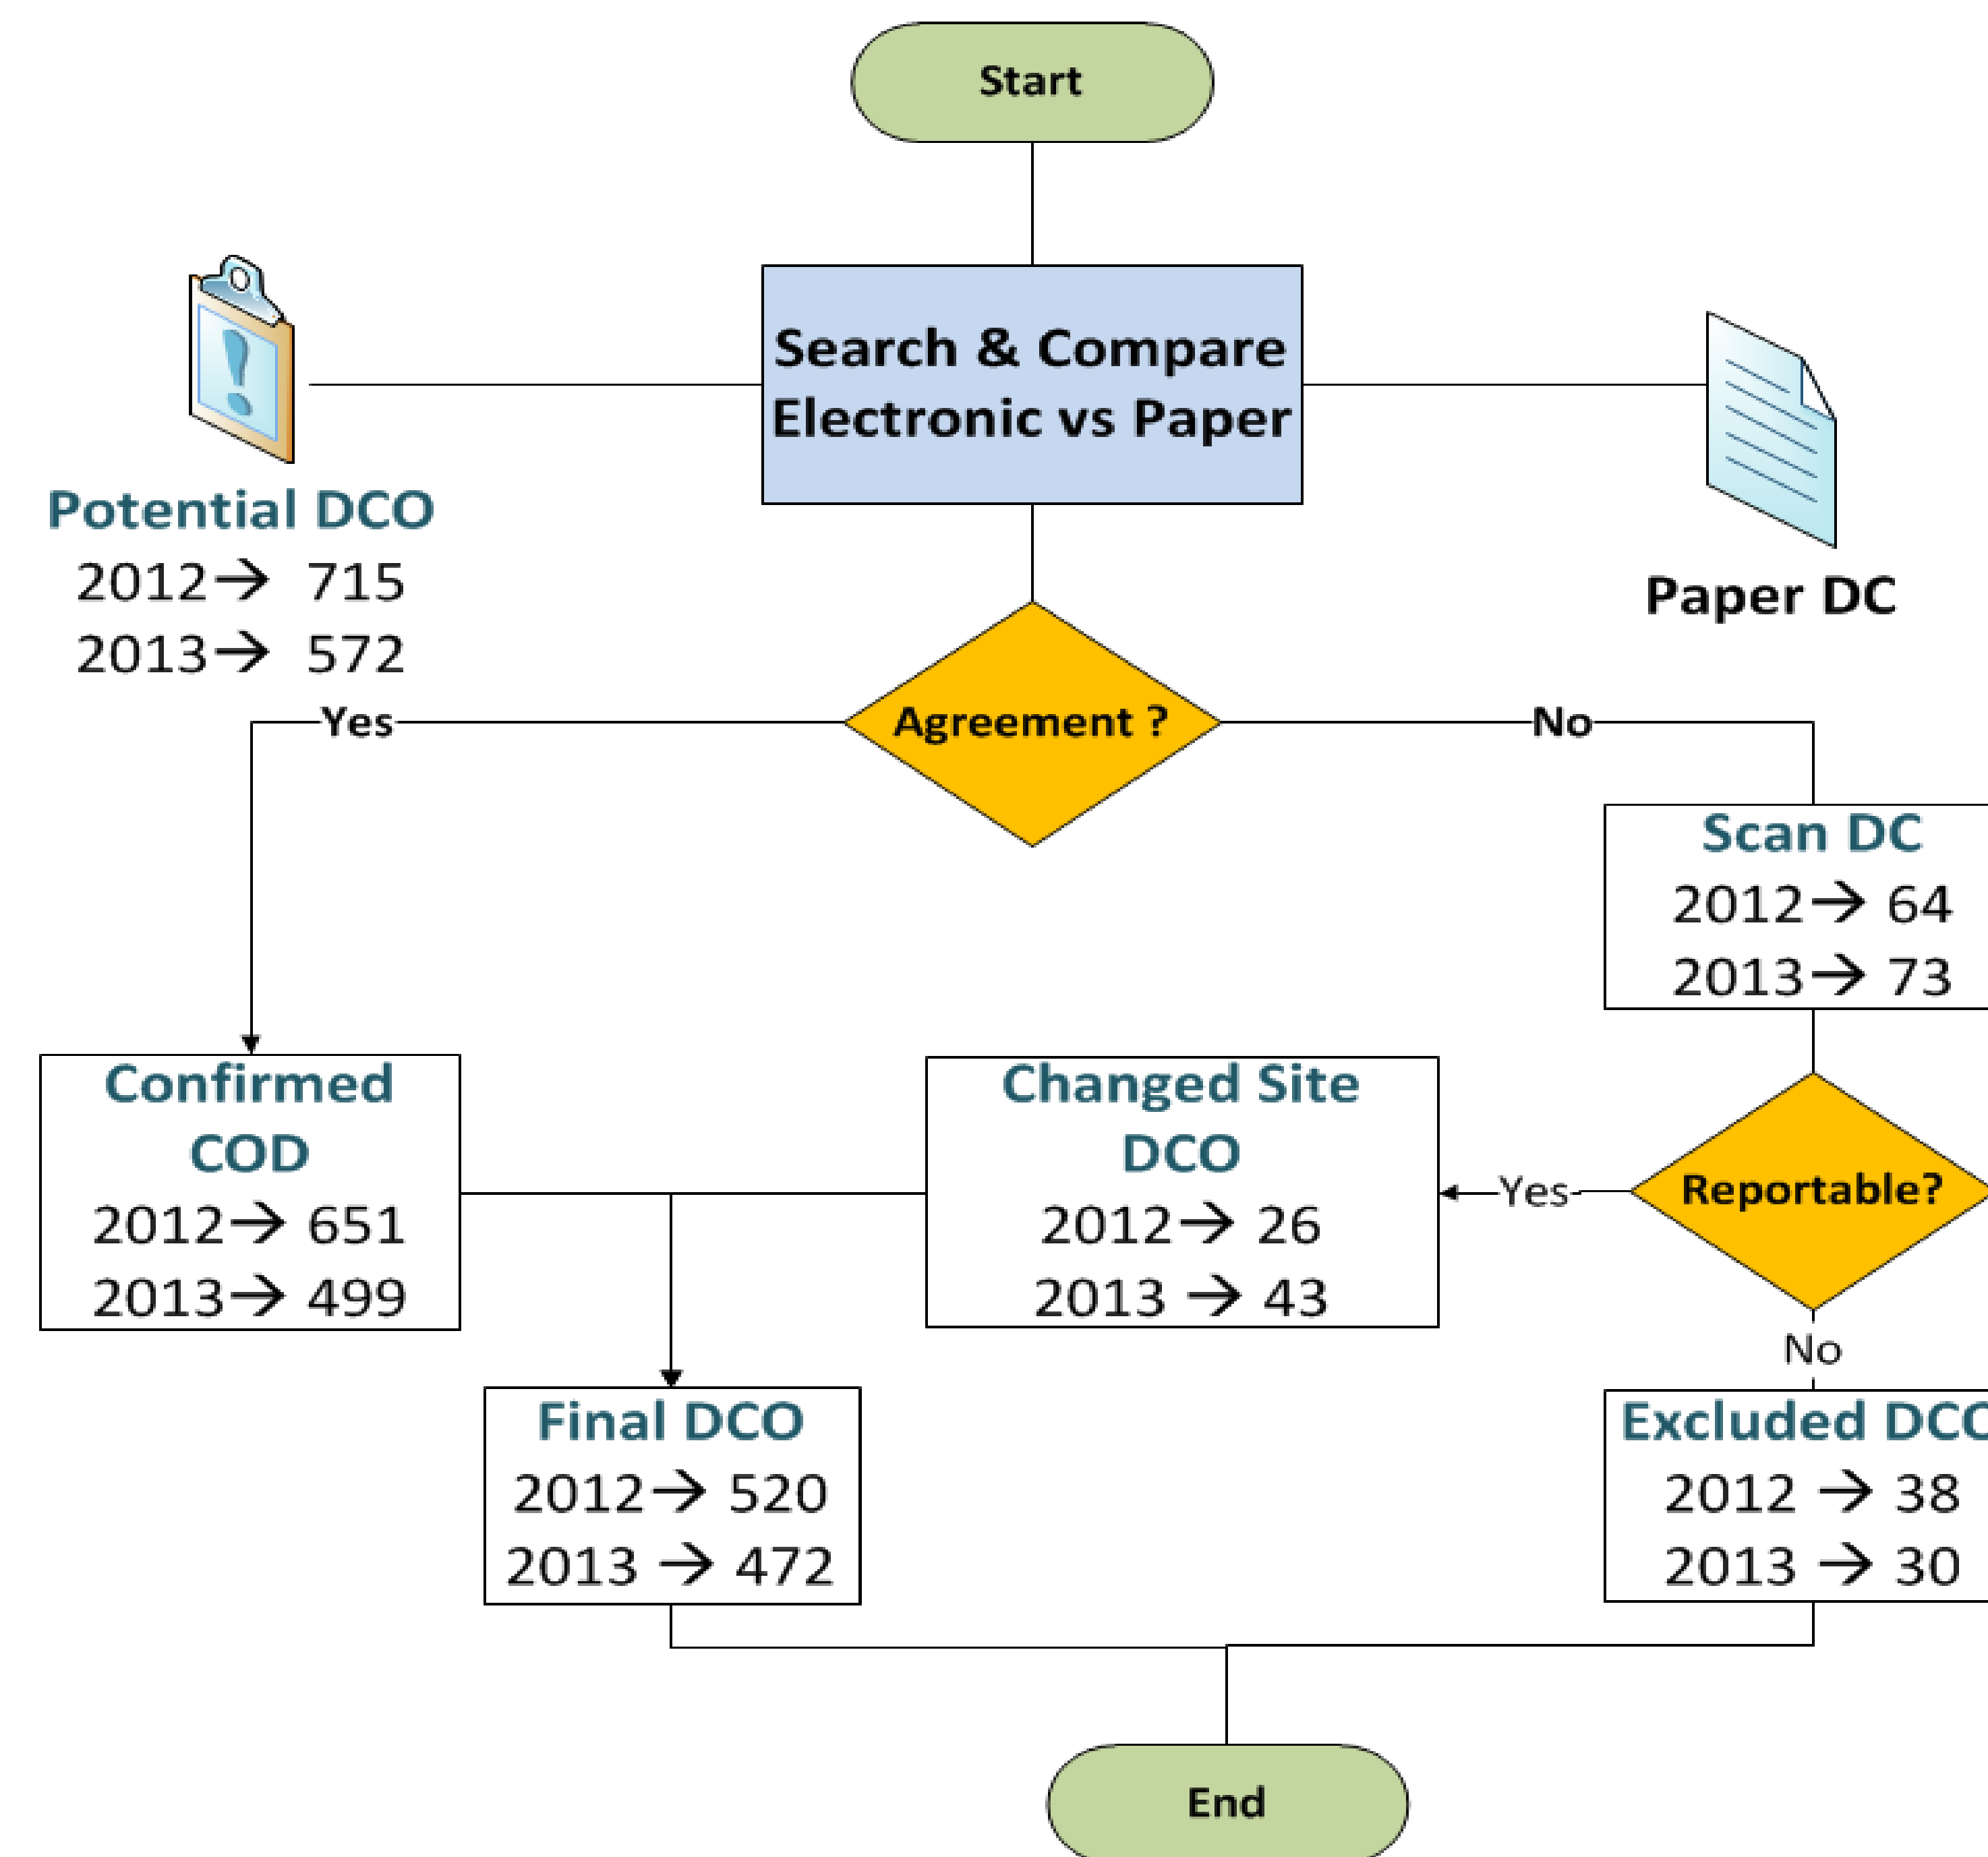 Start
Search & Compare
Electronic vs Paper
Potential DCO
2012→ 715
2013→ 572
Paper DC
Agreement ?
Yes
No
Scan DC
2012→ 64
2013→ 73
Confirmed
COD
2012→ 651
2013→ 499
Changed Site
DCO
2012→ 26
2013 → 43
Yes
Reportable?
No
Final DCO
2012→ 520
2013 → 472
Excluded DCO
2012 → 38
2013 → 30
End